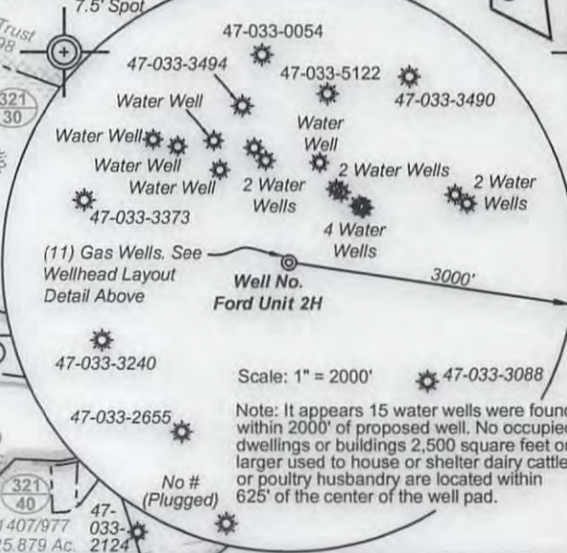 7.5' Spot
Trust
98
47-033-0054
47-033-3494
47-033-5122
47-033-3490
Water Well
Water
Well
Water Well
Water Well
Water Well
2 Water
Wells
2 Water Wells
2 Water
Wells
4 Water
Wells
321
30
47-033-3373
(11) Gas Wells. See
Wellhead Layout
Detail Above
Well No.
Ford Unit 2H
3000'
47-033-3240
Scale: 1" = 2000'
47-033-3088
47-033-2655
Note: It appears 15 water wells were found
within 2000' of proposed well. No occupied
dwellings or buildings 2,500 square feet or
larger used to house or shelter dairy cattle
or poultry husbandry are located within
625' of the center of the well pad.
No #
(Plugged)
321
40
1407/977
5.879 Ac.
47-
033-
2124